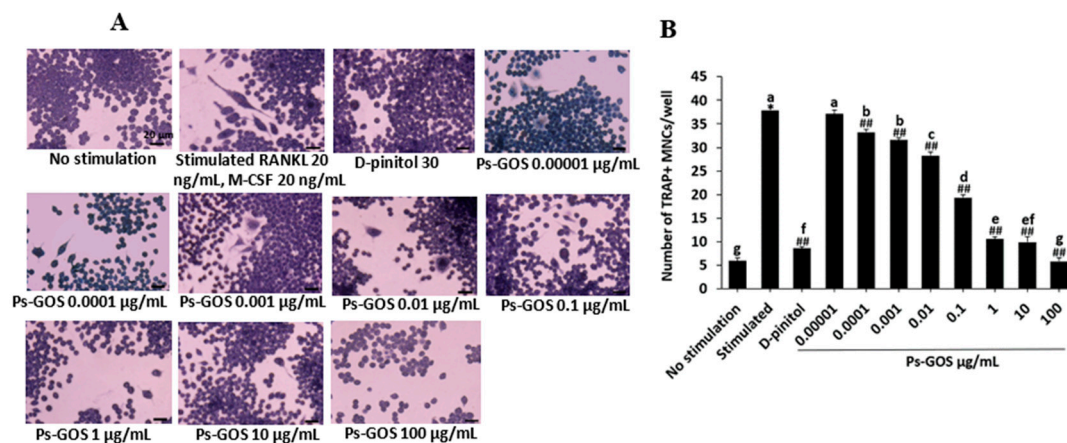 A
20 µm
No stimulation
Stimulated RANKL 20
ng/mL, M-CSF 20 ng/mL
D-pinitol 30
Ps-GOS 0.00001 µg/mL
Ps-GOS 0.0001 µg/mL
Ps-GOS 0.001 µg/mL
Ps-GOS 0.01 µg/mL
Ps-GOS 0.1 µg/mL
Ps-GOS 1 µg/mL
Ps-GOS 10 µg/mL
Ps-GOS 100 µg/mL
B
Number of TRAP+ MNCs/well
45
40
35
30
25
20
15
10
5
0
g
a
*
f
##
a
b
##
b
##
c
##
d
##
e
##
ef
##
g
##
No stimulation
Stimulated
D-pinitol
0.00001
0.0001
0.001
0.01
0.1
1
10
100
Ps-GOS µg/mL